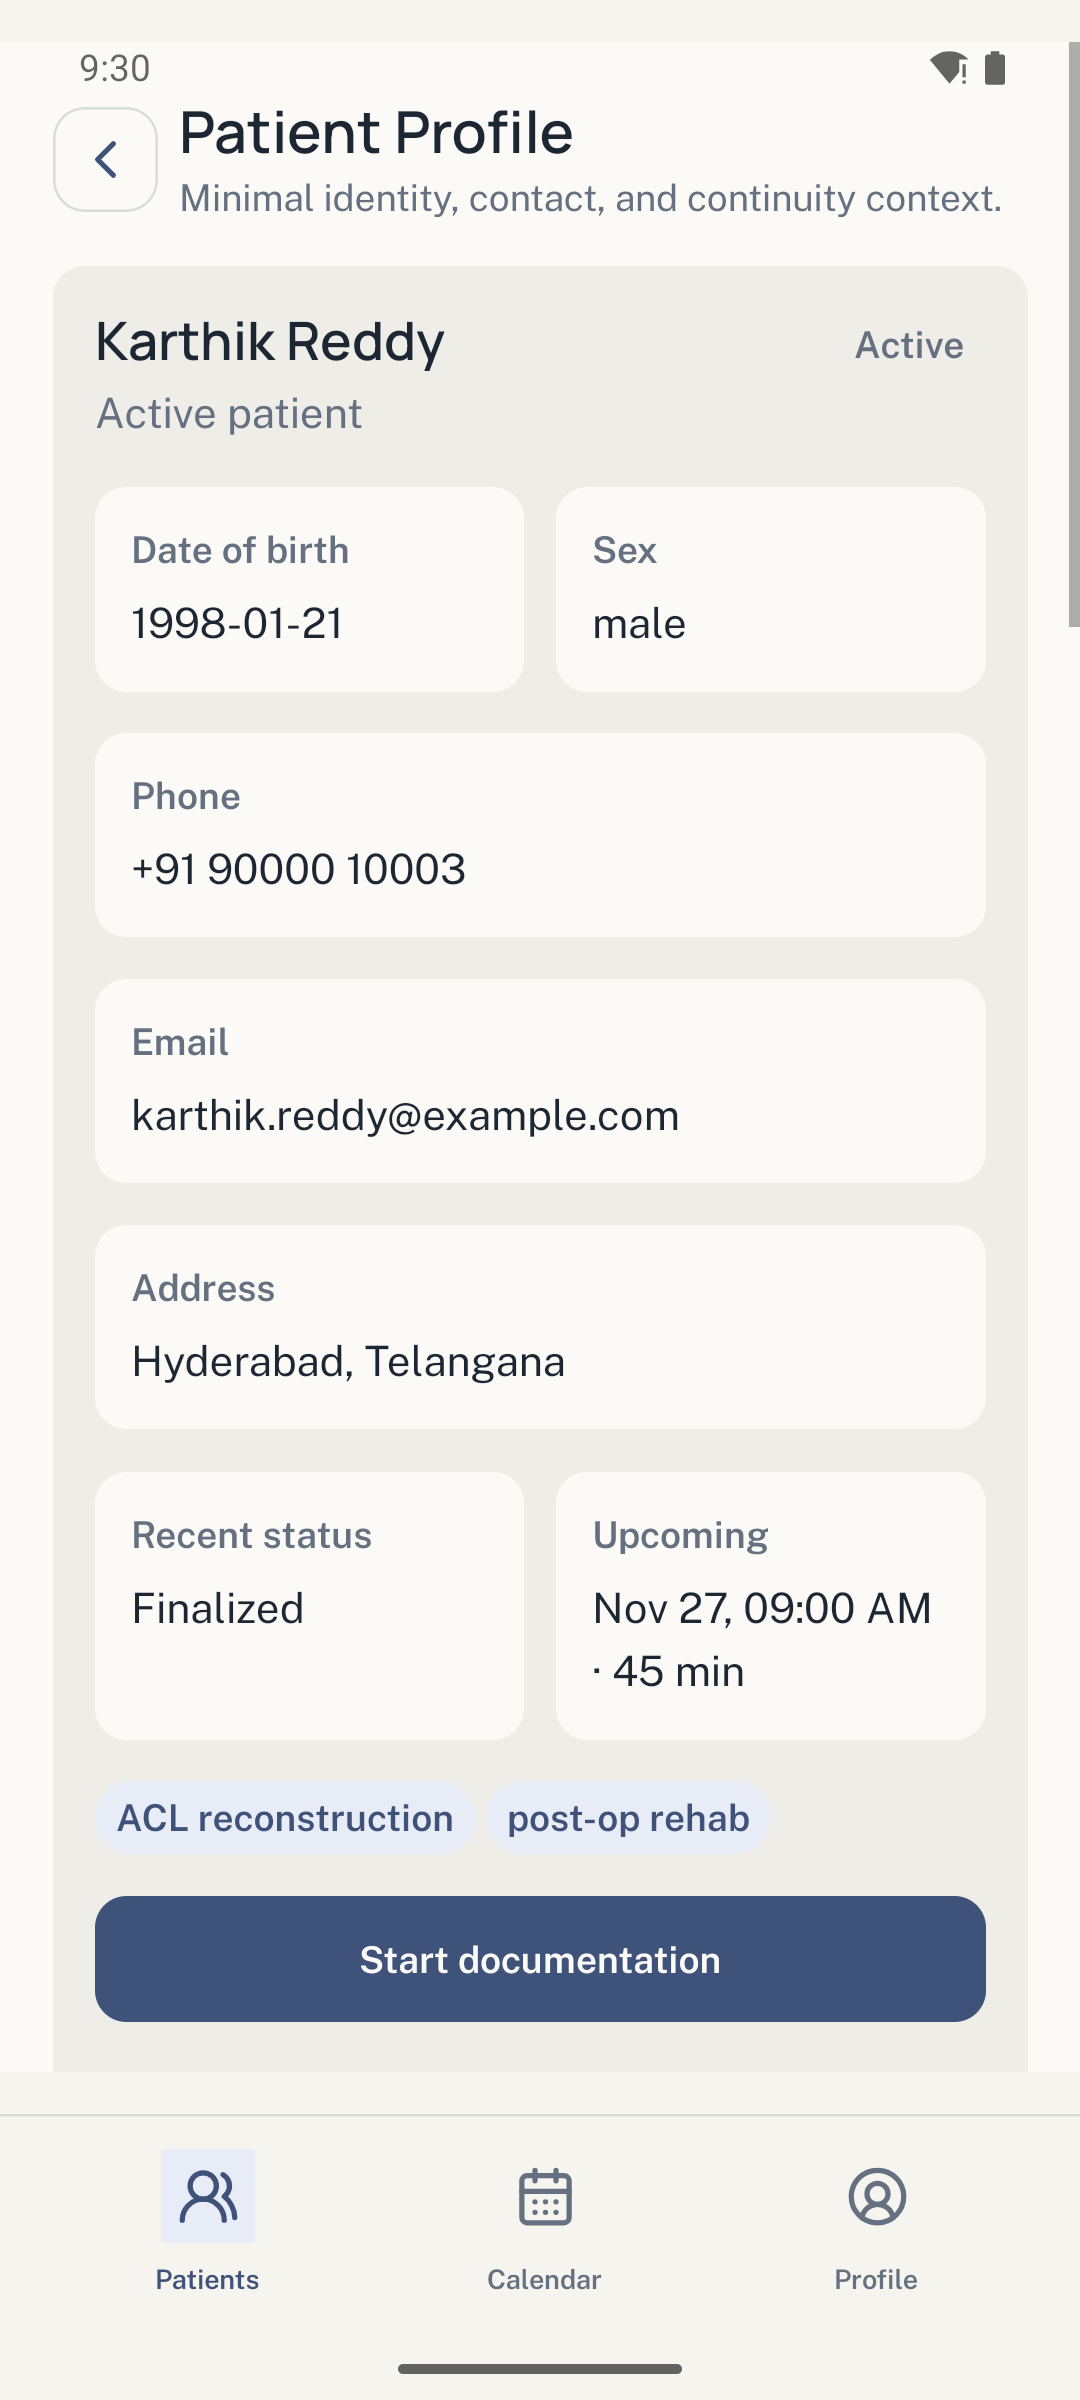 9:30
Patient Profile
Minimal identity, contact, and continuity context.
Karthik Reddy
Active
Active patient
Date of birth
1998-01-21
Sex
male
Phone
+91 90000 10003
Email
karthik.reddy@example.com
Address
Hyderabad, Telangana
Recent status
Finalized
Upcoming
Nov 27, 09:00 AM
· 45 min
ACL reconstruction
post-op rehab
Start documentation
Patients
Calendar
Profile